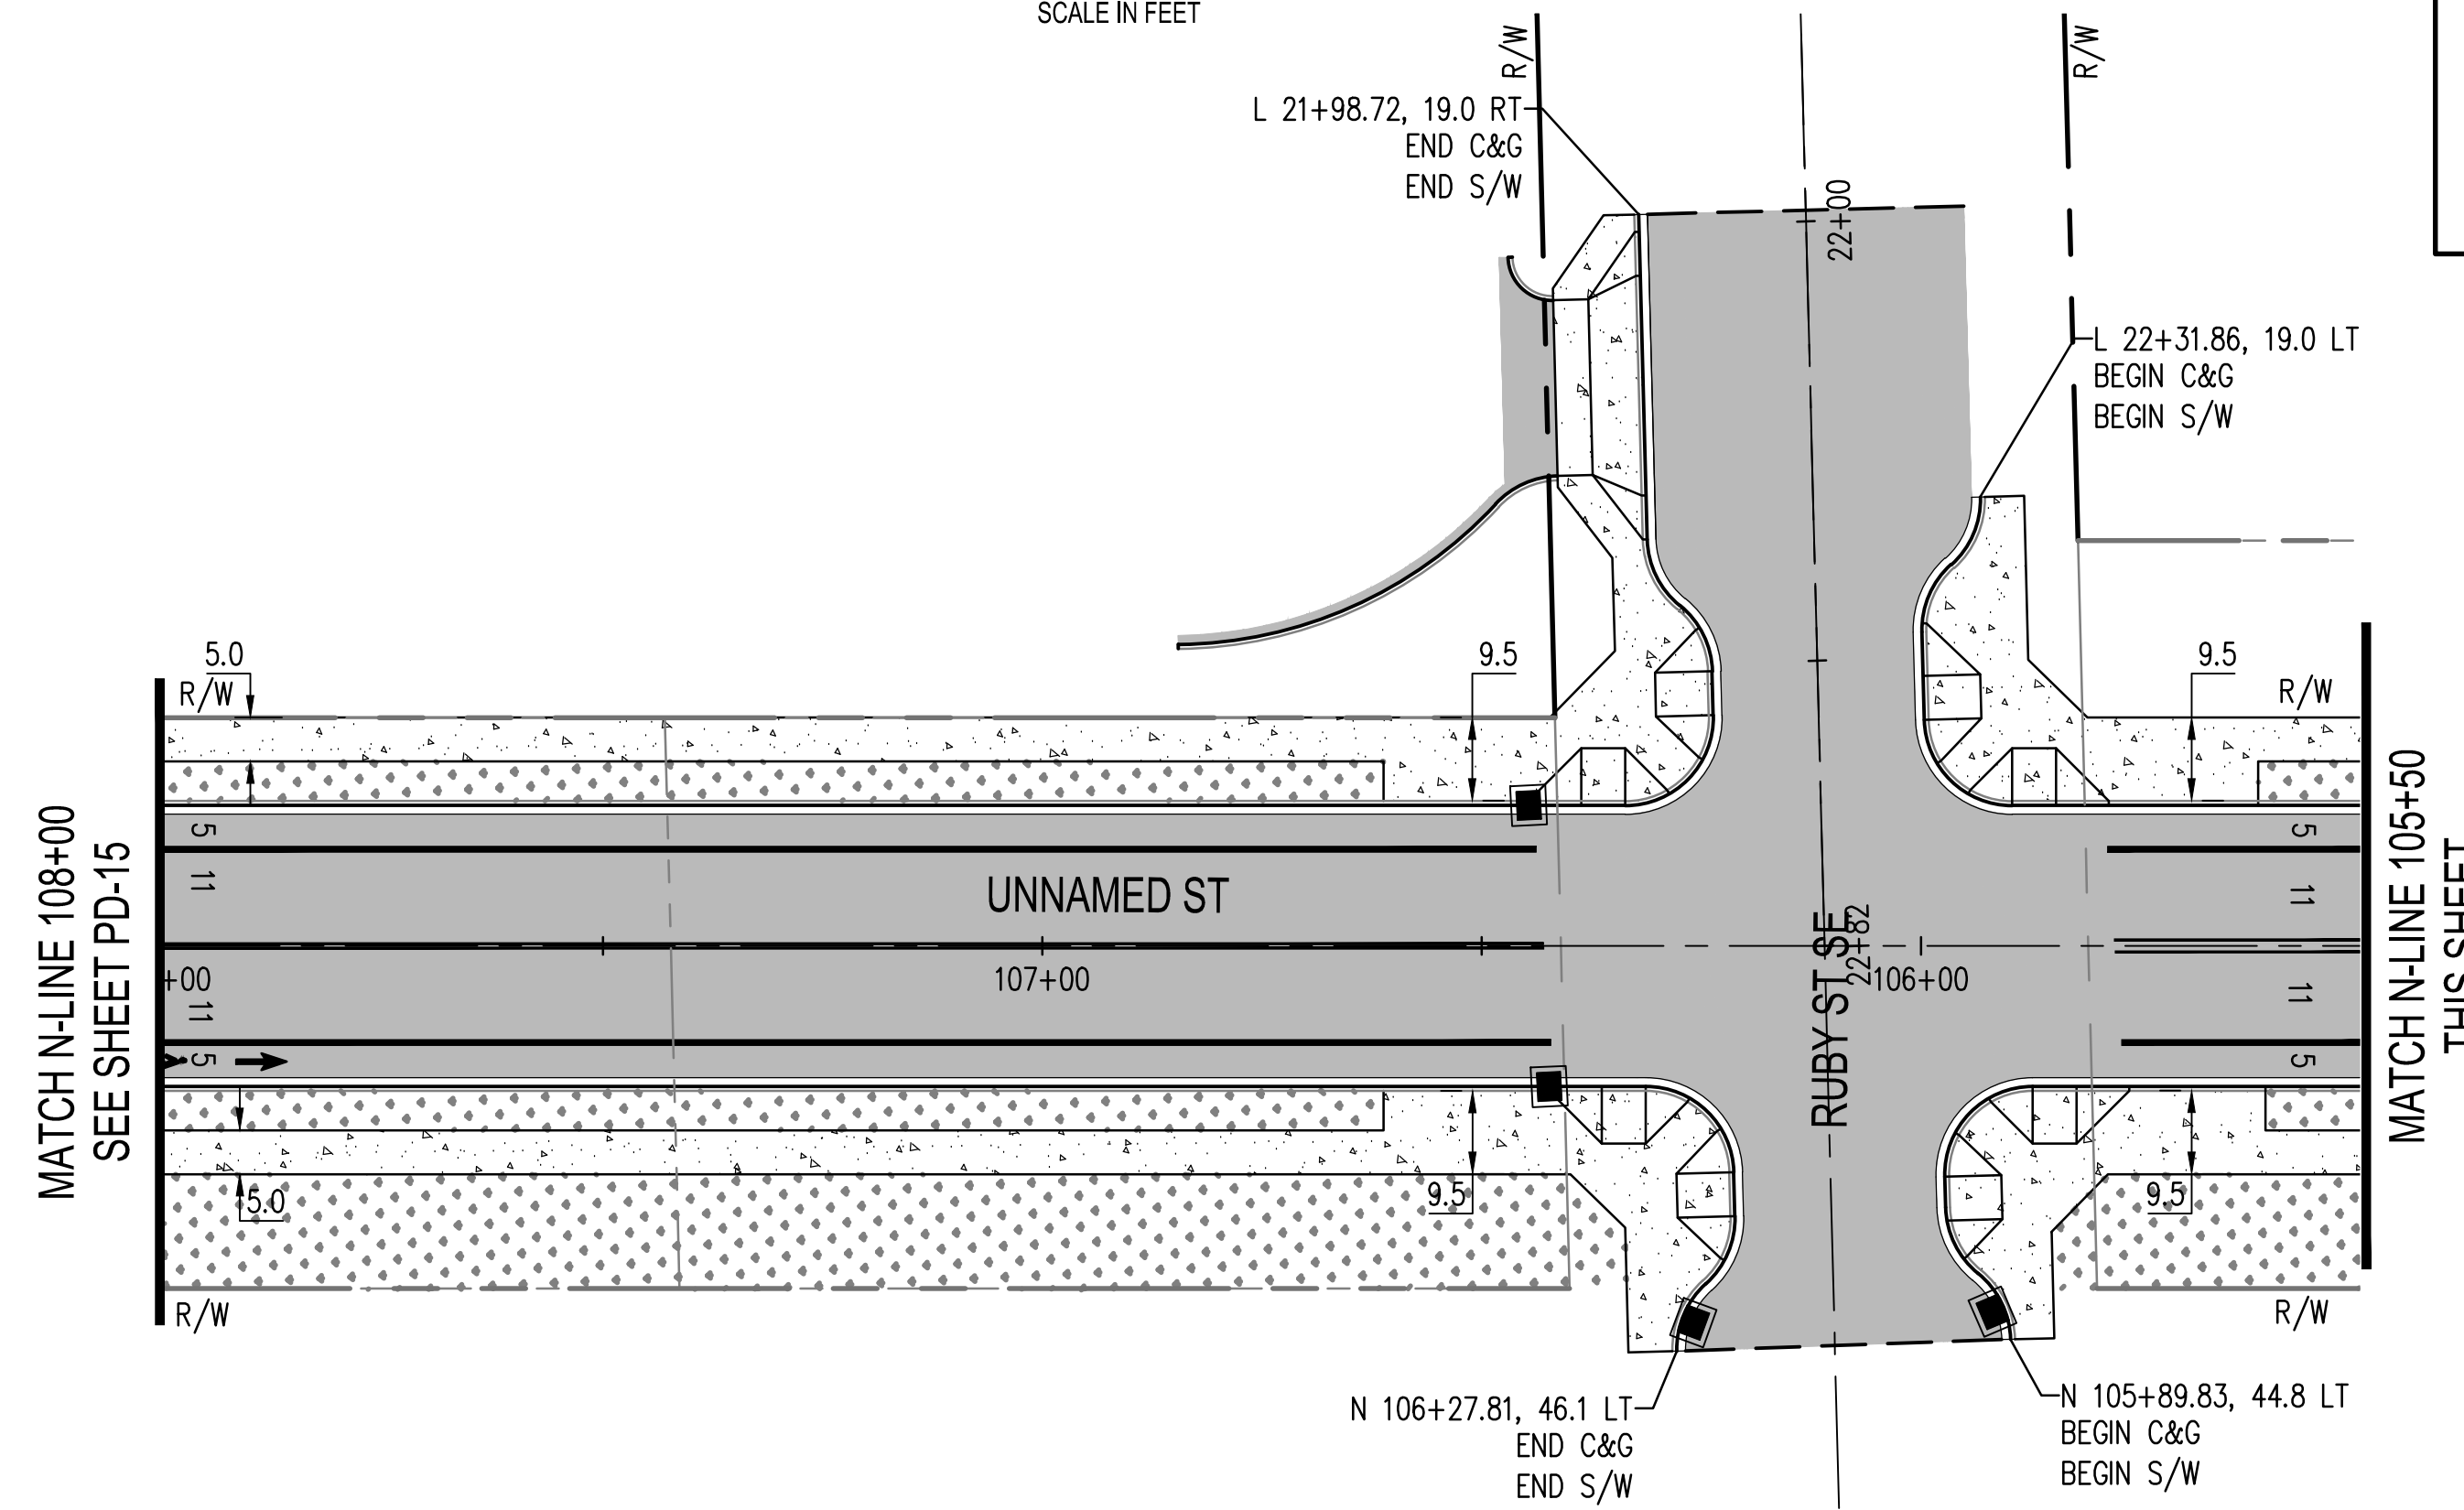 SCALE IN FEET
R/W
R/W
L 21+98.72, 19.0 RT
END C&G
END S/W
22+00
L 22+31.86, 19.0 LT
BEGIN C&G
BEGIN S/W
5.0
R/W
9.5
9.5
R/W
MATCH N-LINE 108+00
SEE SHEET PD-15
5
11
UNNAMED ST
+00
107+00
11
5
RUBY ST SE
22+82
106+00
5
11
11
5
MATCH N-LINE 105+50
THIS SHEET
5.0
9.5
9.5
R/W
R/W
N 106+27.81, 46.1 LT
END C&G
END S/W
N 105+89.83, 44.8 LT
BEGIN C&G
BEGIN S/W